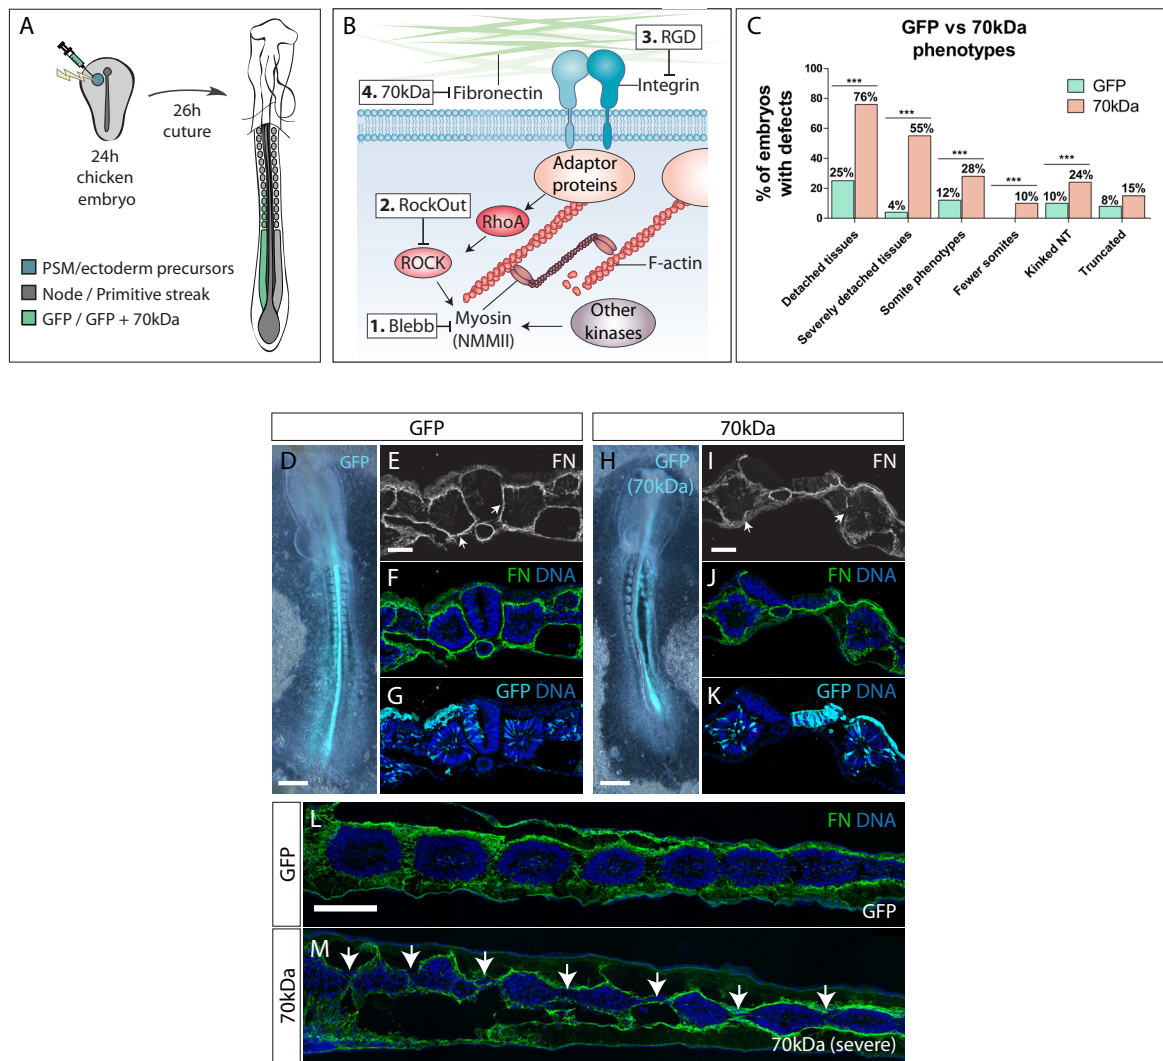 A
24h
chicken
embryo
26h
cuture
PSM/ectoderm precursors
Node / Primitive streak
GFP / GFP + 70kDa
B
3. RGD
4. 70kDa
Fibronectin
Integrin
Adaptor
proteins
2. RockOut
RhoA
ROCK
F-actin
1. Blebb
Myosin
(NMMII)
Other
kinases
C
GFP vs 70kDa
phenotypes
GFP
70kDa
% of embryos
with defects
100
80
60
40
20
0
*** *** *** *** ***
25% 76% 4% 55% 12% 28% 10% 10% 24% 8% 15%
Detached tissues
Severely detached tissues
Somite phenotypes
Fewer somites
Kinked NT
Truncated
GFP
70kDa
D GFP
E FN
F FN DNA
G GFP DNA
H GFP
(70kDa)
I FN
J FN DNA
K GFP DNA
GFP
L FN DNA
GFP
70kDa
M
70kDa (severe)